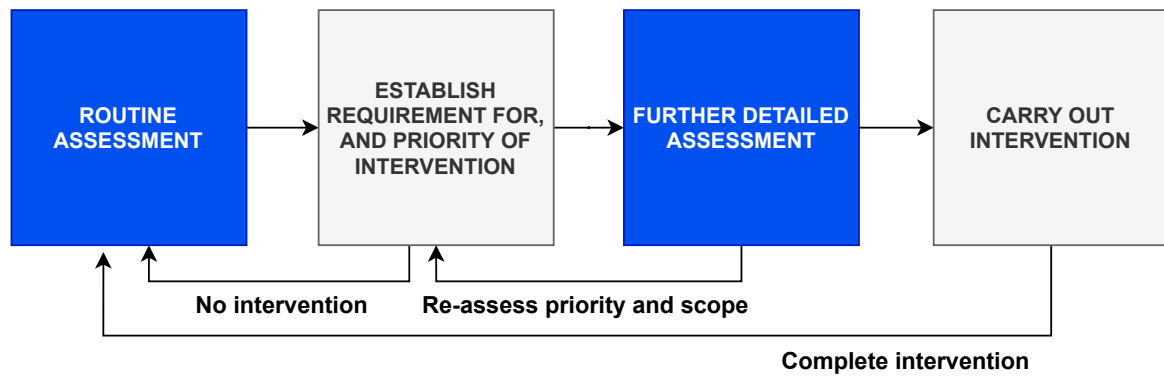 ROUTINE
ASSESSMENT
ESTABLISH
REQUIREMENT FOR,
AND PRIORITY OF
INTERVENTION
FURTHER DETAILED
ASSESSMENT
CARRY OUT
INTERVENTION
No intervention
Re-assess priority and scope
Complete intervention